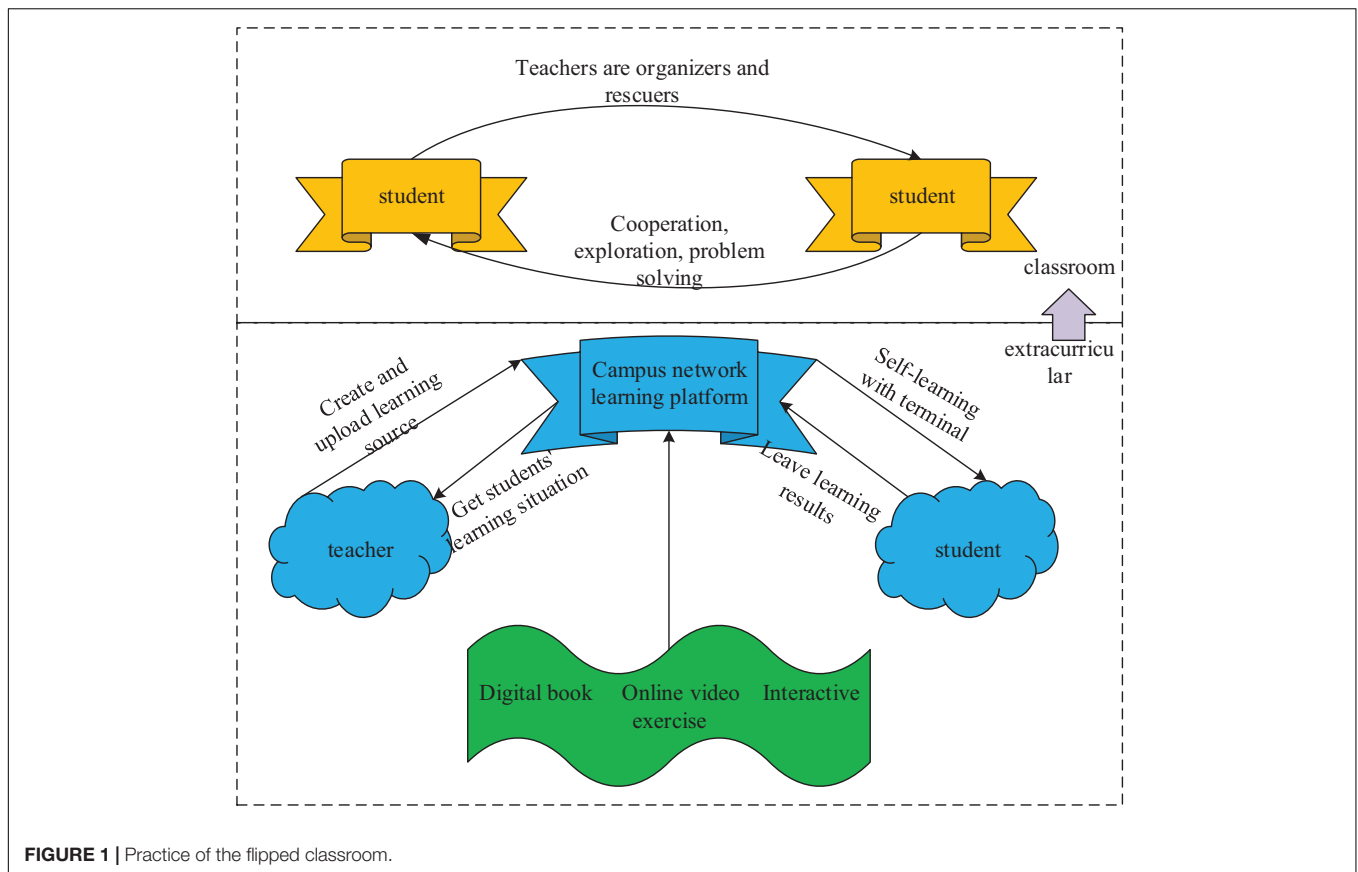 Teachers are organizers and
rescuers
student
student
Cooperation,
exploration, problem
solving
classroom
extracurricu
lar
Campus network
learning platform
Create and
upload learning
source
Get students'
learning situation
Self-learning
with terminal
Leave learning
results
teacher
student
Digital book Online video Interactive
exercise
FIGURE 1 | Practice of the flipped classroom.